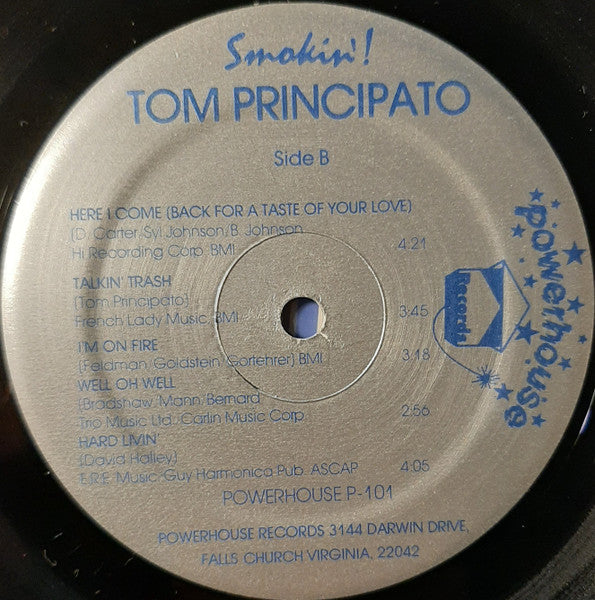 Smokin'!
TOM PRINCIPATO
Side B
HERE I COME (BACK FOR A TASTE OF YOUR LOVE)
(D. Carter, Syl Johnson, B. Johnson
Hi Recording Corp. BMI 4:21
TALKIN' TRASH
(Tom Principato)
French Lady Music, BMI 3:45
I'M ON FIRE
(Feldman, Goldstein, Gortehrer) BMI 3:18
WELL OH WELL
(Bradshaw, Mann, Bernard
Trio Music Ltd., Carlin Music Corp. 2:56
HARD LIVIN'
(David Halley)
E.R.E. Music, Guy Harmonica Pub. ASCAP 4:05
POWERHOUSE P-101
POWERHOUSE RECORDS 3144 DARWIN DRIVE,
FALLS CHURCH VIRGINIA, 22042
powerhouse
Records